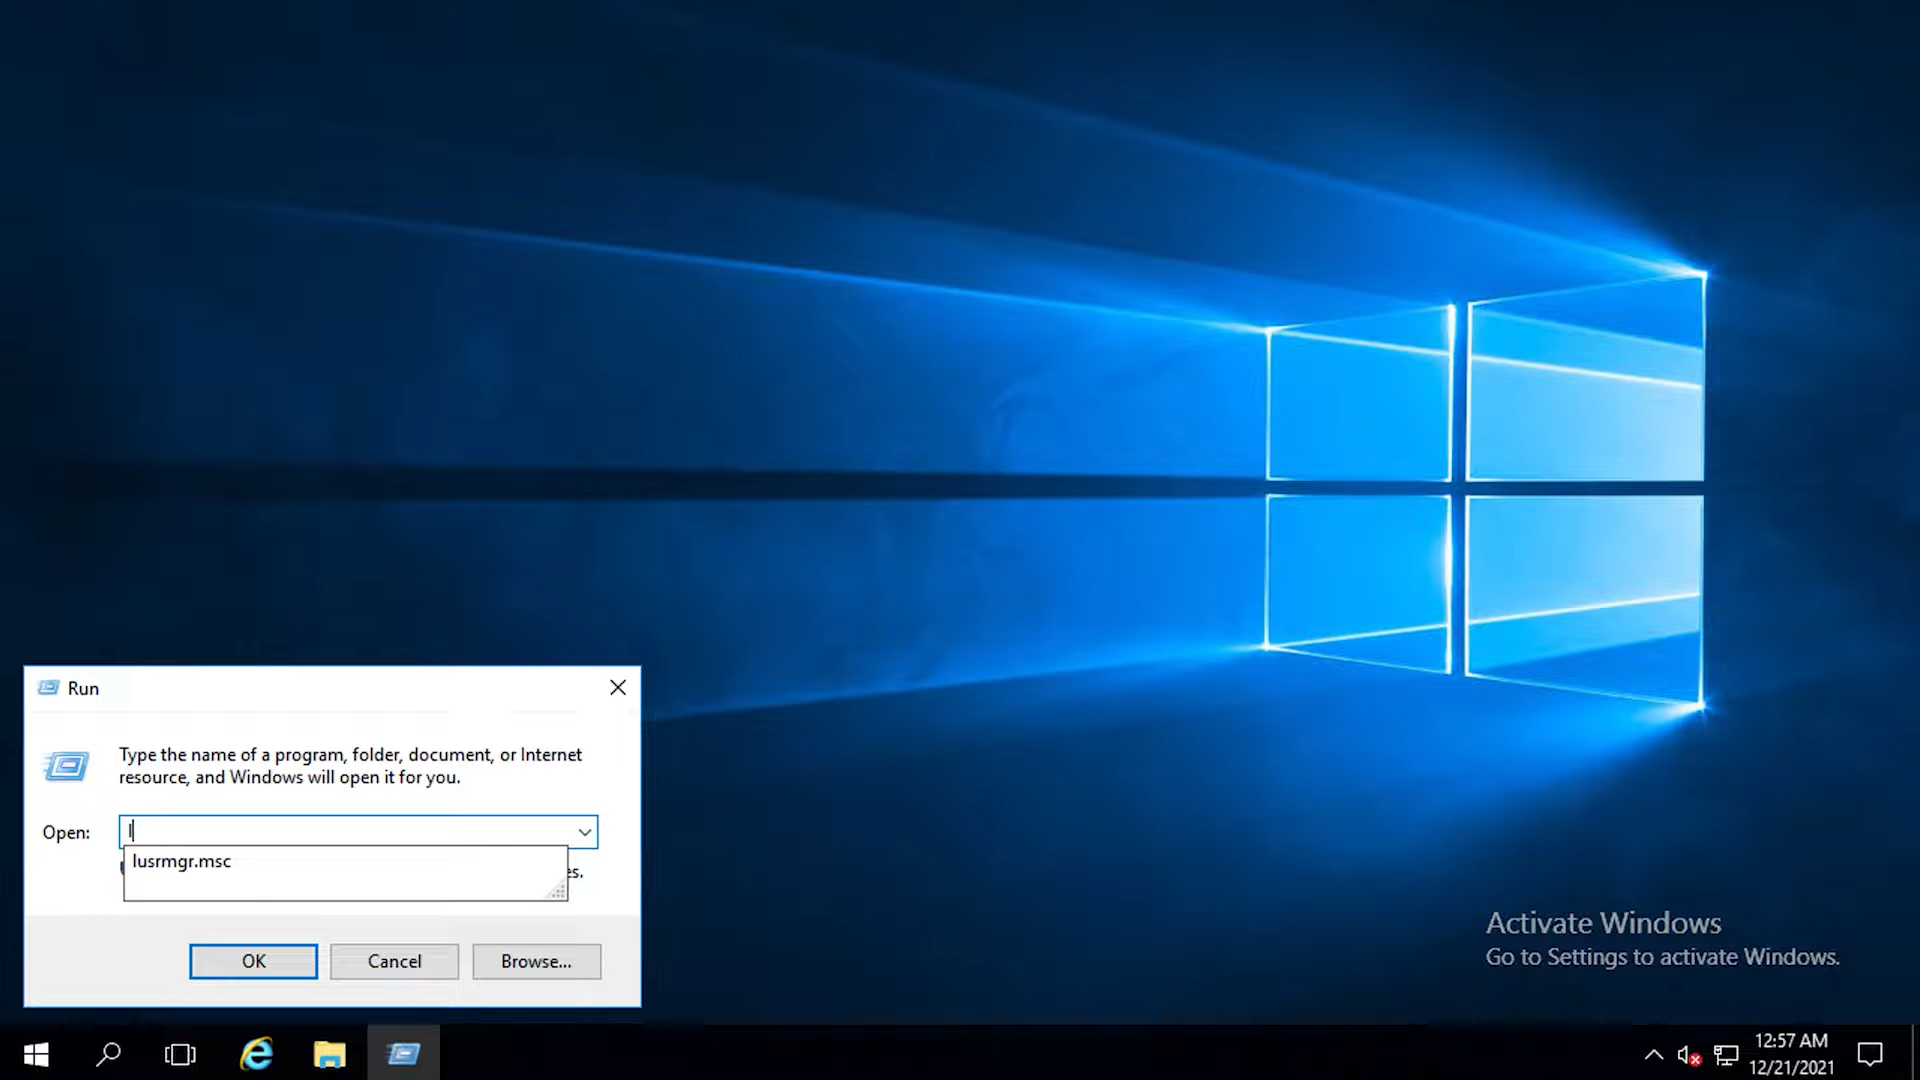 Run
Type the name of a program, folder, document, or Internet
resource, and Windows will open it for you.
Open: l
lusrmgr.msc
es.
OK Cancel Browse...
Activate Windows
Go to Settings to activate Windows.
12:57 AM
12/21/2021